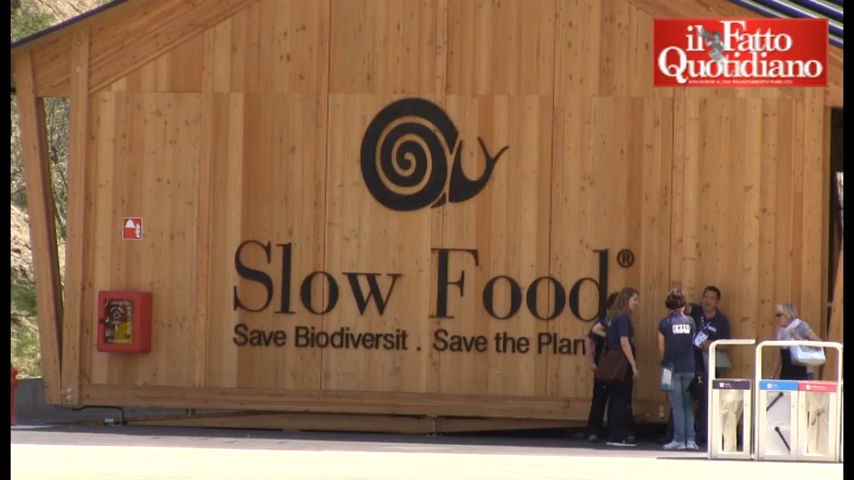 il Fatto
Quotidiano
Slow Food®
Save Biodiversit . Save the Plan